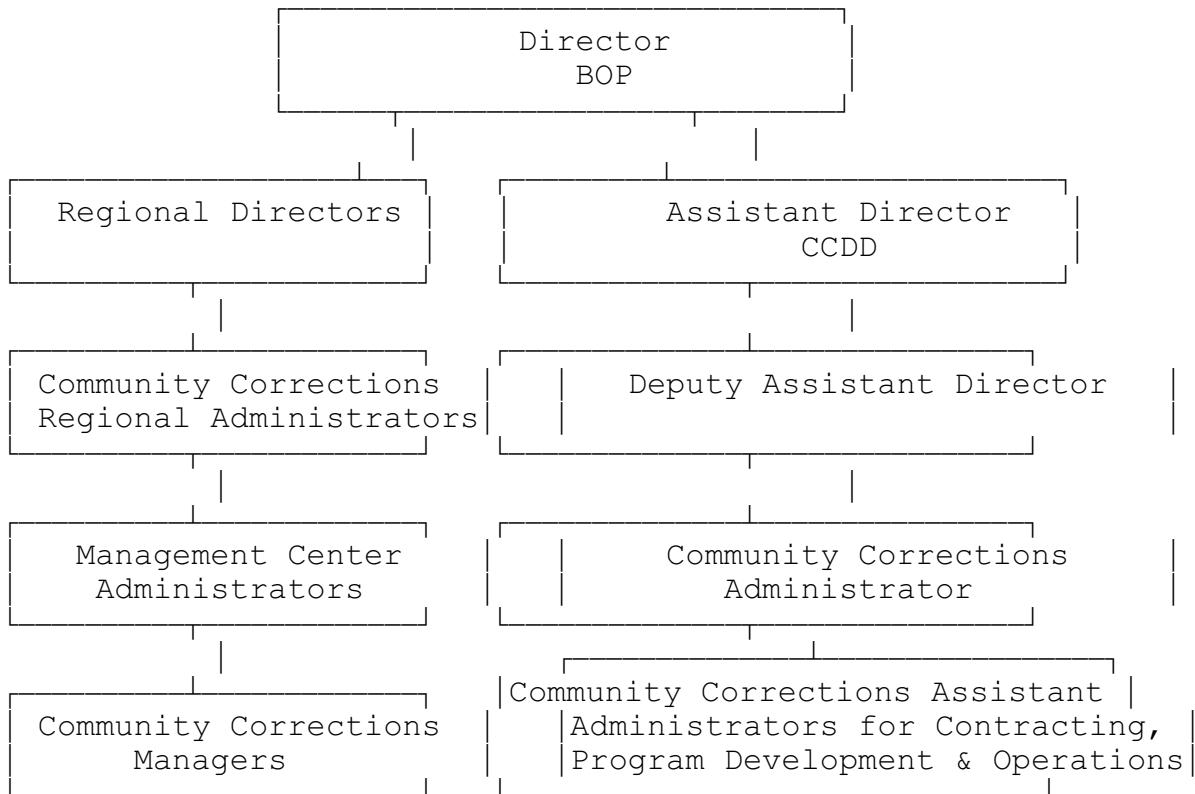 Director
BOP
Regional Directors
Assistant Director
CCDD
Community Corrections
Regional Administrators
Deputy Assistant Director
Management Center
Administrators
Community Corrections
Administrator
Community Corrections
Managers
Community Corrections Assistant
Administrators for Contracting,
Program Development & Operations